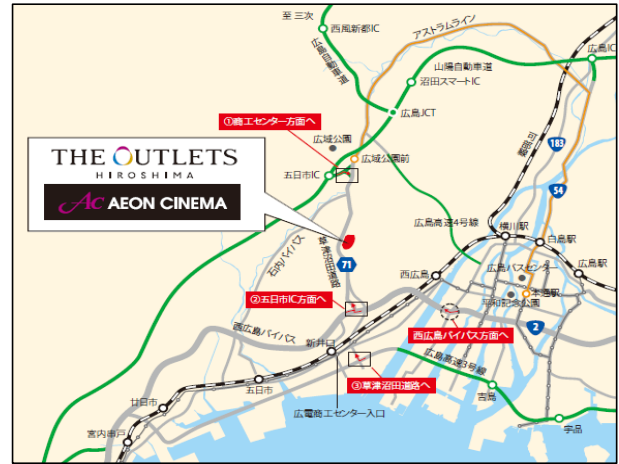 至 三次
西風新都IC
アストラムライン
広島自動車道
山陽自動車道
広島IC
沼田スマートIC
広島JCT
①商工センター方面へ
広域公園
広域公園前
可部線
183
THE OUTLETS
HIROSHIMA
AC AEON CINEMA
五日市IC
54
広島高速4号線
横川駅
白島駅
石内バイパス
草津沼田道路
71
西広島
広島バスセンター
広島駅
本通駅
平和記念公園
②五日市IC方面へ
西広島バイパス
新井口
西広島バイパス方面へ
2
広島高速3号線
③草津沼田道路へ
五日市
廿日市
広電商工センター入口
吉島
宇品
宮内串戸